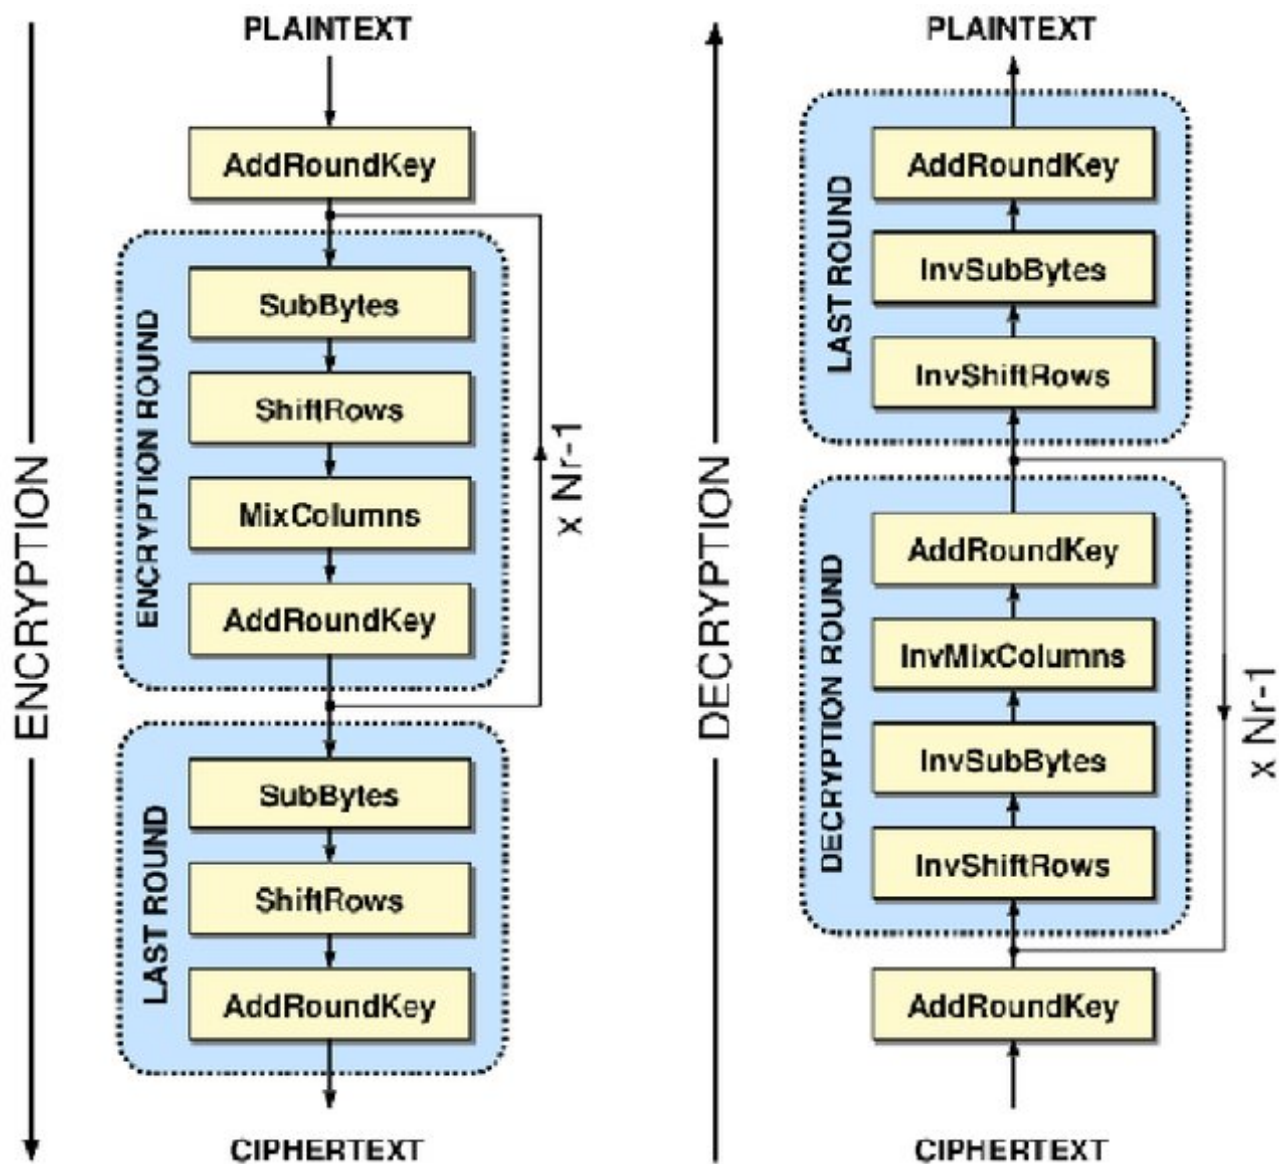 PLAINTEXT
AddRoundKey
SubBytes
ShiftRows
MixColumns
AddRoundKey
ENCRYPTION ROUND
x Nr-1
SubBytes
ShiftRows
AddRoundKey
LAST ROUND
CIPHERTEXT
ENCRYPTION
PLAINTEXT
AddRoundKey
InvSubBytes
InvShiftRows
LAST ROUND
AddRoundKey
InvMixColumns
InvSubBytes
InvShiftRows
DECRYPTION ROUND
x Nr-1
AddRoundKey
CIPHERTEXT
DECRYPTION